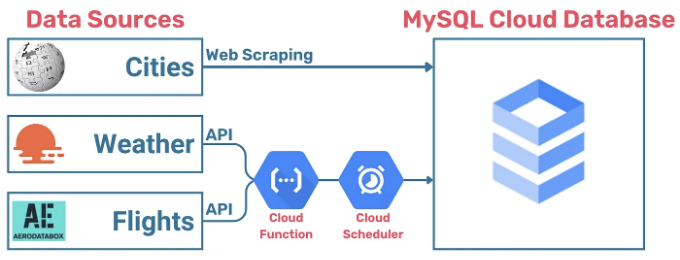 Data Sources
MySQL Cloud Database
Cities
Web Scraping
Weather
API
AE
AERODATABOX
Flights
API
Cloud
Function
Cloud
Scheduler